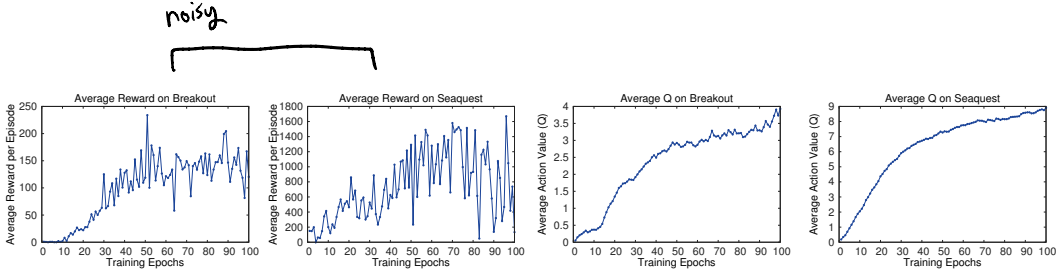 noisy
Average Reward on Breakout
Average Reward per Episode
250
200
150
100
50
0
0 10 20 30 40 50 60 70 80 90 100
Training Epochs
Average Reward on Seaquest
Average Reward per Episode
1800
1600
1400
1200
1000
800
600
400
200
0
0 10 20 30 40 50 60 70 80 90 100
Training Epochs
Average Q on Breakout
Average Action Value (Q)
4
3.5
3
2.5
2
1.5
1
0.5
0
0 10 20 30 40 50 60 70 80 90 100
Training Epochs
Average Q on Seaquest
Average Action Value (Q)
9
8
7
6
5
4
3
2
1
0
0 10 20 30 40 50 60 70 80 90 100
Training Epochs